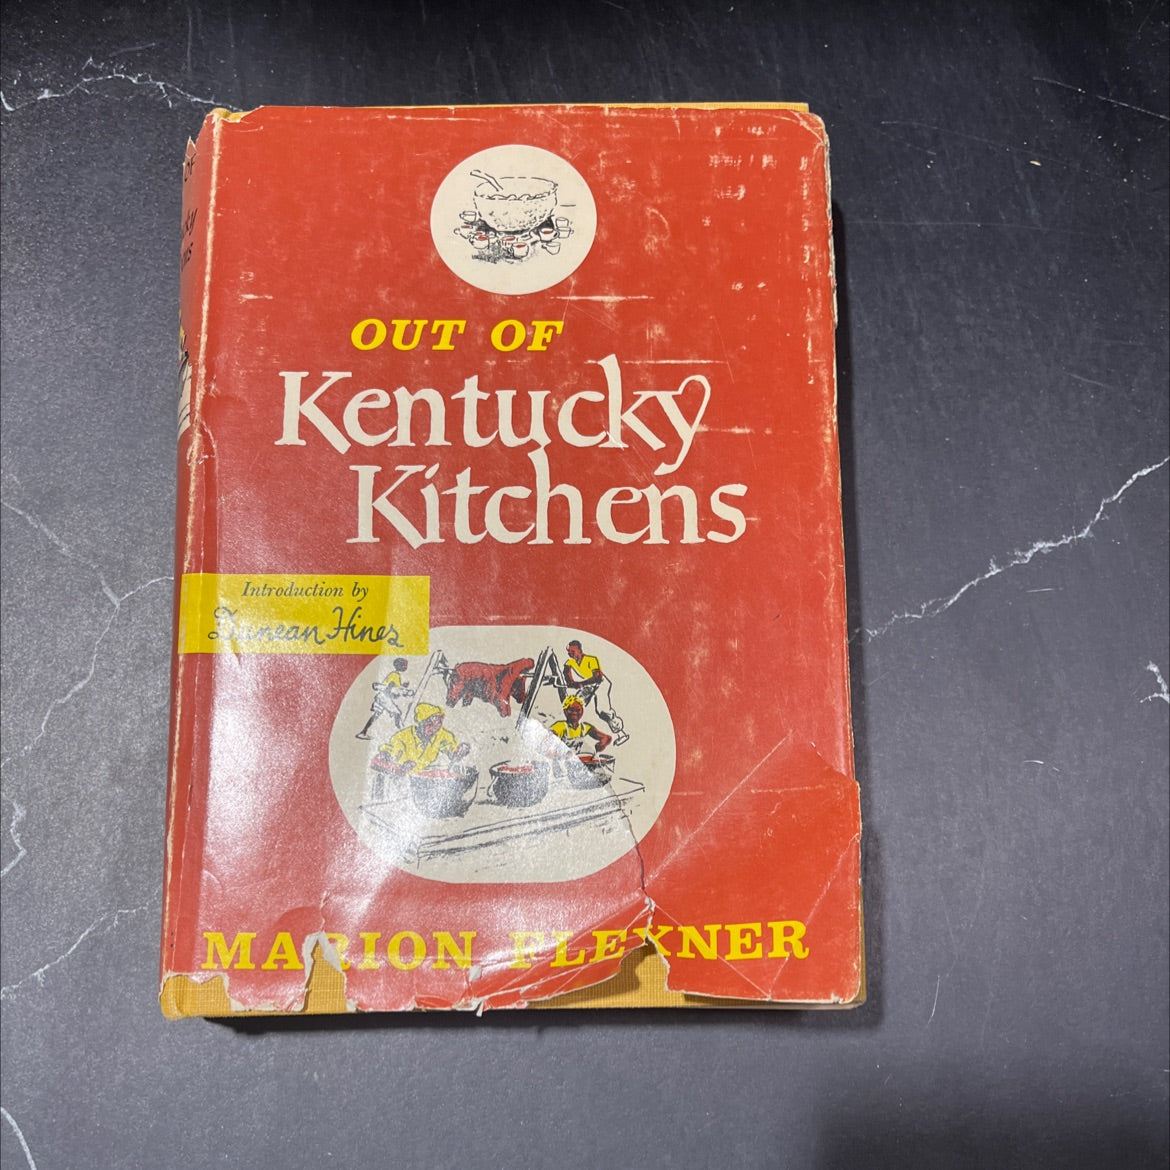 OUT OF
Kentucky
Kitchens
Introduction by
Duncan Hines
MARION FLEXNER